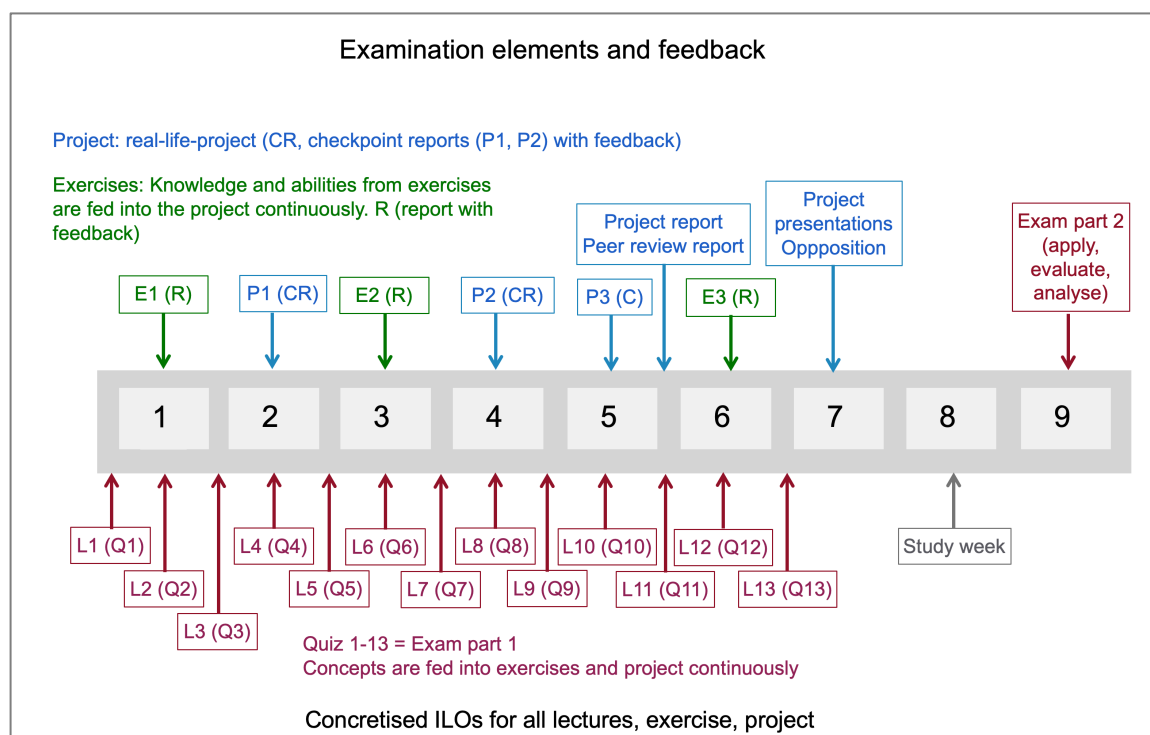 Examination elements and feedback
Project: real-life-project (CR, checkpoint reports (P1, P2) with feedback)
Exercises: Knowledge and abilities from exercises
are fed into the project continuously. R (report with
feedback)
Project report
Peer review report
Project
presentations
Oppposition
Exam part 2
(apply,
evaluate,
analyse)
E1 (R)
P1 (CR)
E2 (R)
P2 (CR)
P3 (C)
E3 (R)
1
2
3
4
5
6
7
8
9
L1 (Q1)
L2 (Q2)
L3 (Q3)
L4 (Q4)
L5 (Q5)
L6 (Q6)
L7 (Q7)
L8 (Q8)
L9 (Q9)
L10 (Q10)
L11 (Q11)
L12 (Q12)
L13 (Q13)
Study week
Quiz 1-13 = Exam part 1
Concepts are fed into exercises and project continuously
Concretised ILOs for all lectures, exercise, project